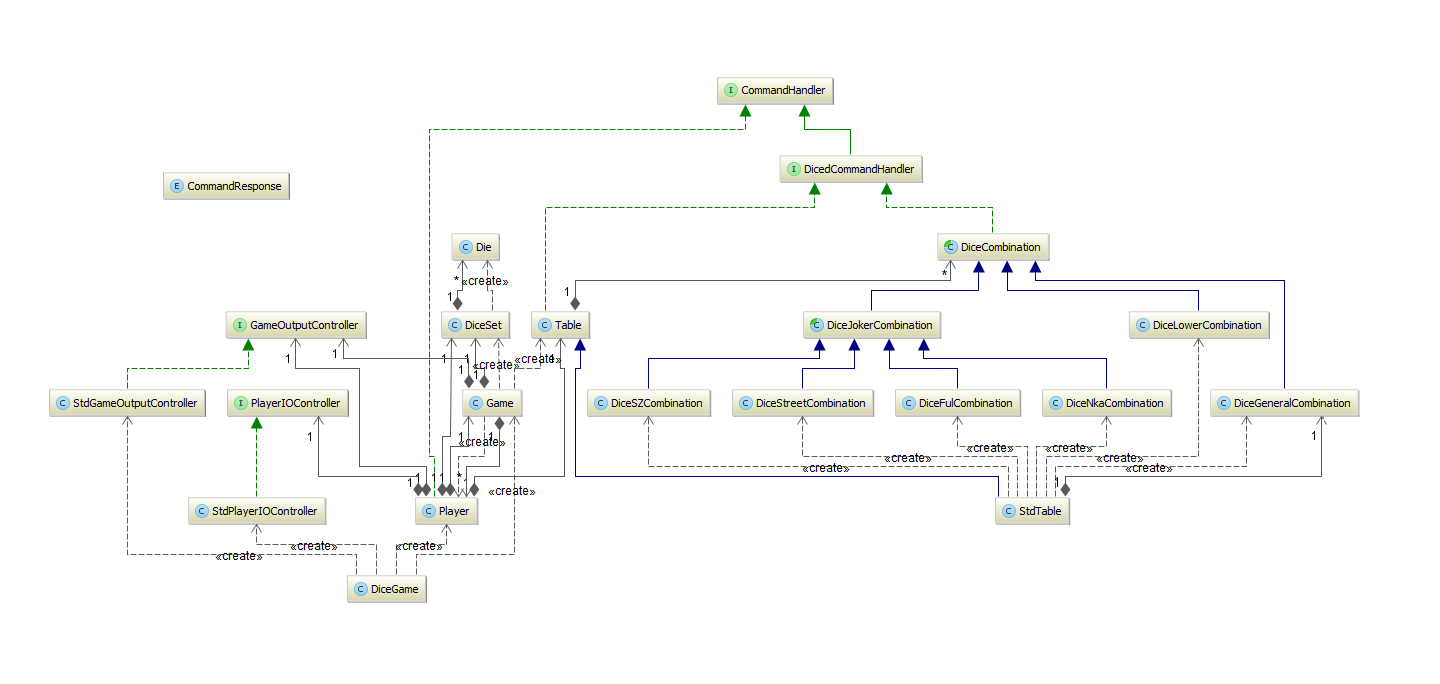 I CommandHandler
I DicedCommandHandler
E CommandResponse
C Die
C DiceCombination
* «create»
*
1
1
I GameOutputController
C DiceSet
C Table
C DiceJokerCombination
C DiceLowerCombination
1
1
1
1
«create»
«create»
1
1
1
C StdGameOutputController
I PlayerIOController
C Game
C DiceSZCombination
C DiceStreetCombination
C DiceFulCombination
C DiceNkaCombination
C DiceGeneralCombination
1
1
1
1
«create»
«create»
«create»
«create»
«create»
«create»
*
1
1
1
«create»
C StdPlayerIOController
C Player
C StdTable
«create»
«create»
«create»
C DiceGame